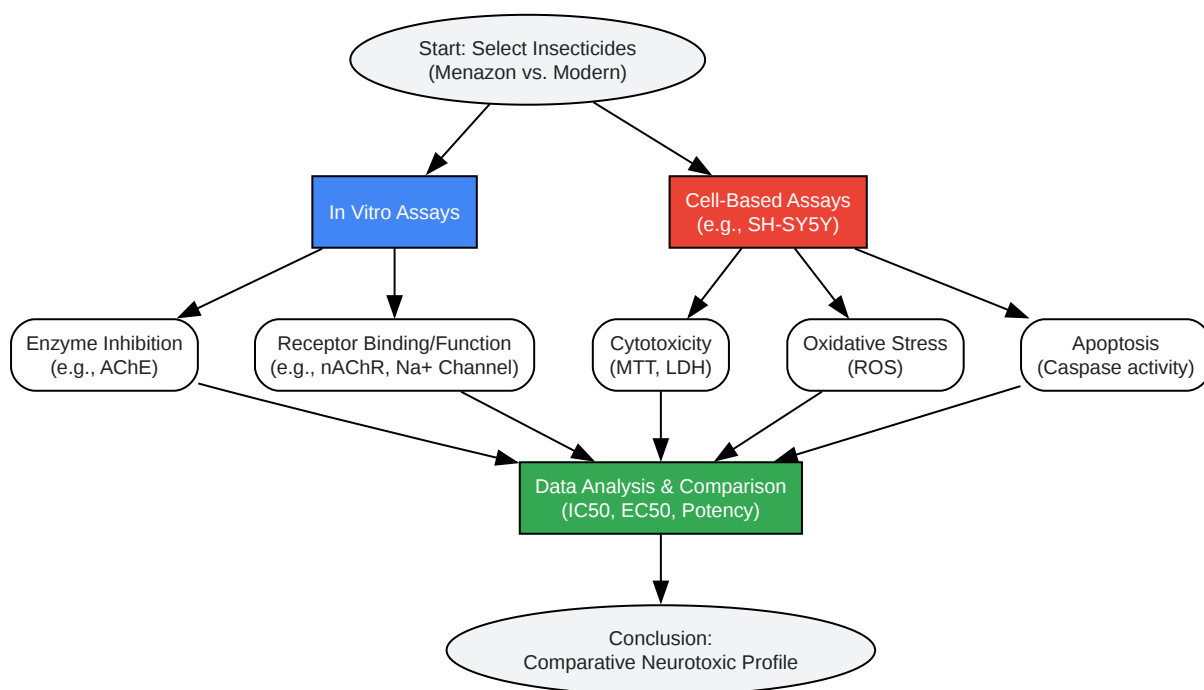 Start: Select Insecticides
(Menazon vs. Modern)
In Vitro Assays
Cell-Based Assays
(e.g., SH-SY5Y)
Enzyme Inhibition
(e.g., AChE)
Receptor Binding/Function
(e.g., nAChR, Na+ Channel)
Cytotoxicity
(MTT, LDH)
Oxidative Stress
(ROS)
Apoptosis
(Caspase activity)
Data Analysis & Comparison
(IC50, EC50, Potency)
Conclusion:
Comparative Neurotoxic Profile